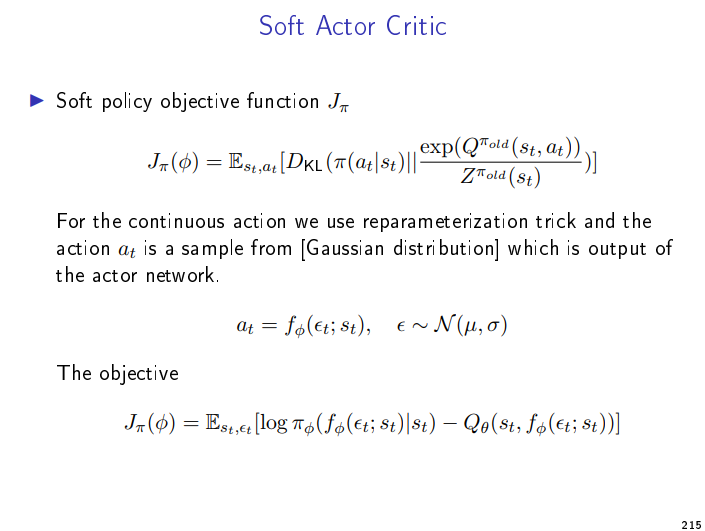 Soft Actor Critic
▶ Soft policy objective function $J_\pi$
$J_\pi(\phi) = \mathbb{E}_{s_t,a_t}[D_{\mathsf{KL}}(\pi(a_t|s_t)||\frac{\exp(Q^{\pi_{old}}(s_t,a_t))}{Z^{\pi_{old}}(s_t)})]$
For the continuous action we use reparameterization trick and the
action $a_t$ is a sample from [Gaussian distribution] which is output of
the actor network.
$a_t = f_\phi(\epsilon_t; s_t), \quad \epsilon \sim \mathcal{N}(\mu, \sigma)$
The objective
$J_\pi(\phi) = \mathbb{E}_{s_t,\epsilon_t}[\log \pi_\phi(f_\phi(\epsilon_t; s_t)|s_t) - Q_\theta(s_t, f_\phi(\epsilon_t; s_t))]$
215